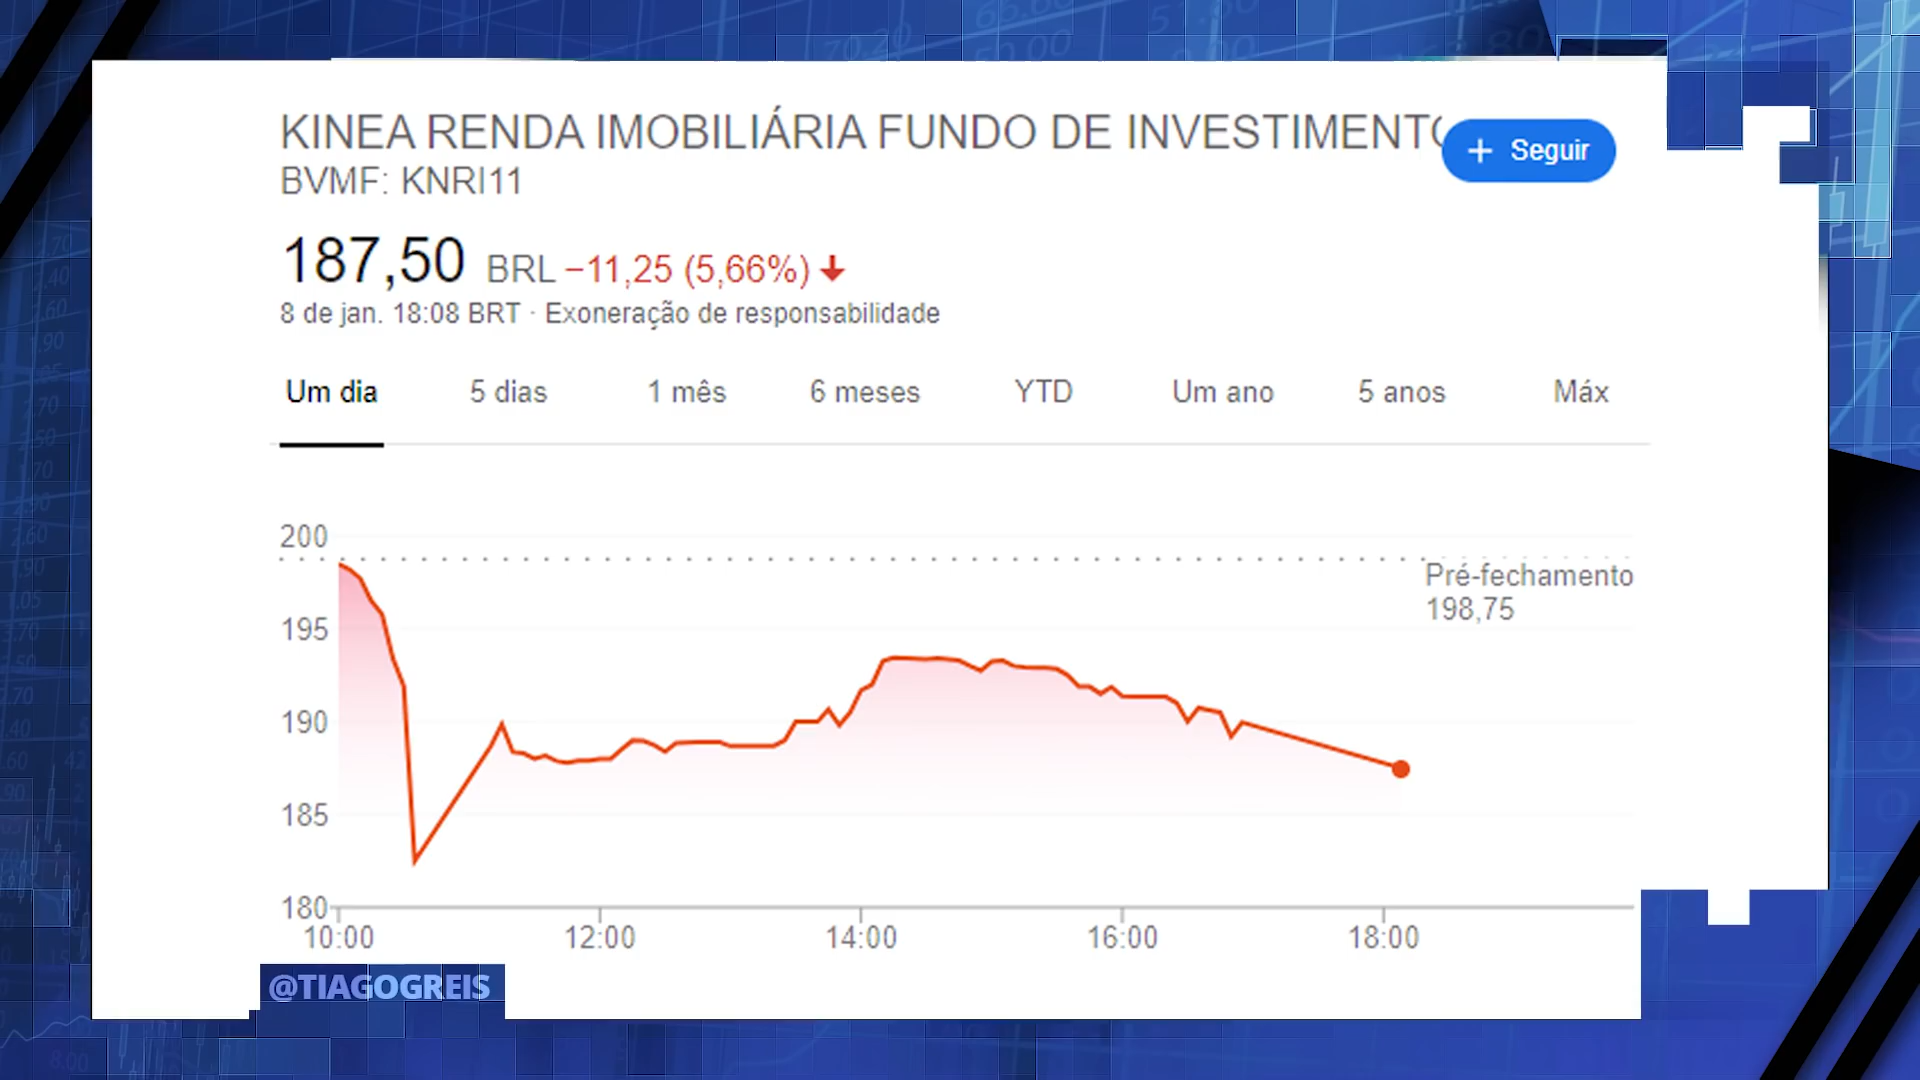 KINEA RENDA IMOBILIÁRIA FUNDO DE INVESTIMENTO
+ Seguir
BVMF: KNRI11
187,50 BRL −11,25 (5,66%)
8 de jan. 18:08 BRT · Exoneração de responsabilidade
Um dia 5 dias 1 mês 6 meses YTD Um ano 5 anos Máx
200
Pré-fechamento
198,75
195
190
185
180
10:00 12:00 14:00 16:00 18:00
@TIAGOGREIS